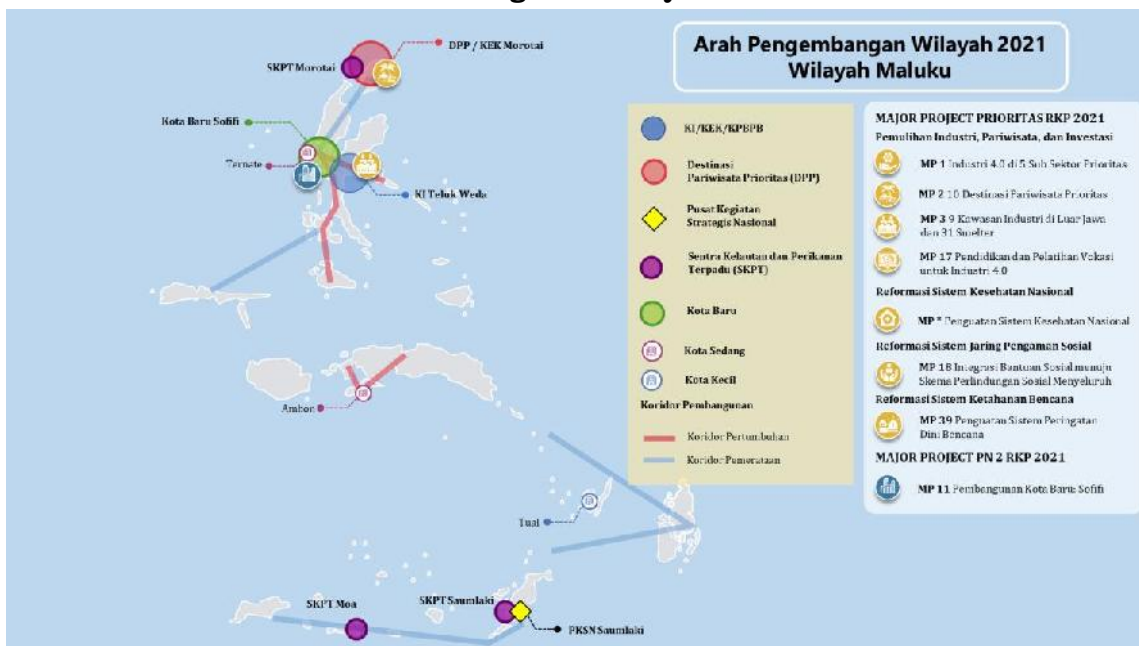 Arah Pengembangan Wilayah 2021
Wilayah Maluku
DPP / KEK Morotai
SKPT Morotai
Kota Baru Sofifi
Ternate
KI Teluk Weda
Ambon
Tual
SKPT Moa
SKPT Saumlaki
PKSN Saumlaki
KI/KEK/KPBPB
Destinasi
Pariwisata Prioritas (DPP)
Pusat Kegiatan
Strategis Nasional
Sentra Kelautan dan Perikanan
Terpadu (SKPT)
Kota Baru
Kota Sedang
Kota Kecil
Koridor Pembangunan
Koridor Pertumbuhan
Koridor Pemerataan
MAJOR PROJECT PRIORITAS RKP 2021
Pemulihan Industri, Pariwisata, dan Investasi
MP 1 Industri 4.0 di 5 Sub Sektor Prioritas
MP 2 10 Destinasi Pariwisata Prioritas
MP 3 9 Kawasan Industri di Luar Jawa
dan 31 Smelter
MP 17 Pendidikan dan Pelatihan Vokasi
untuk Industri 4.0
Reformasi Sistem Kesehatan Nasional
MP * Penguatan Sistem Kesehatan Nasional
Reformasi Sistem Jaring Pengaman Sosial
MP 18 Integrasi Bantuan Sosial menuju
Skema Perlindungan Sosial Menyeluruh
Reformasi Sistem Ketahanan Bencana
MP 39 Penguatan Sistem Peringatan
Dini Bencana
MAJOR PROJECT PN 2 RKP 2021
MP 11 Pembangunan Kota Baru: Sofifi